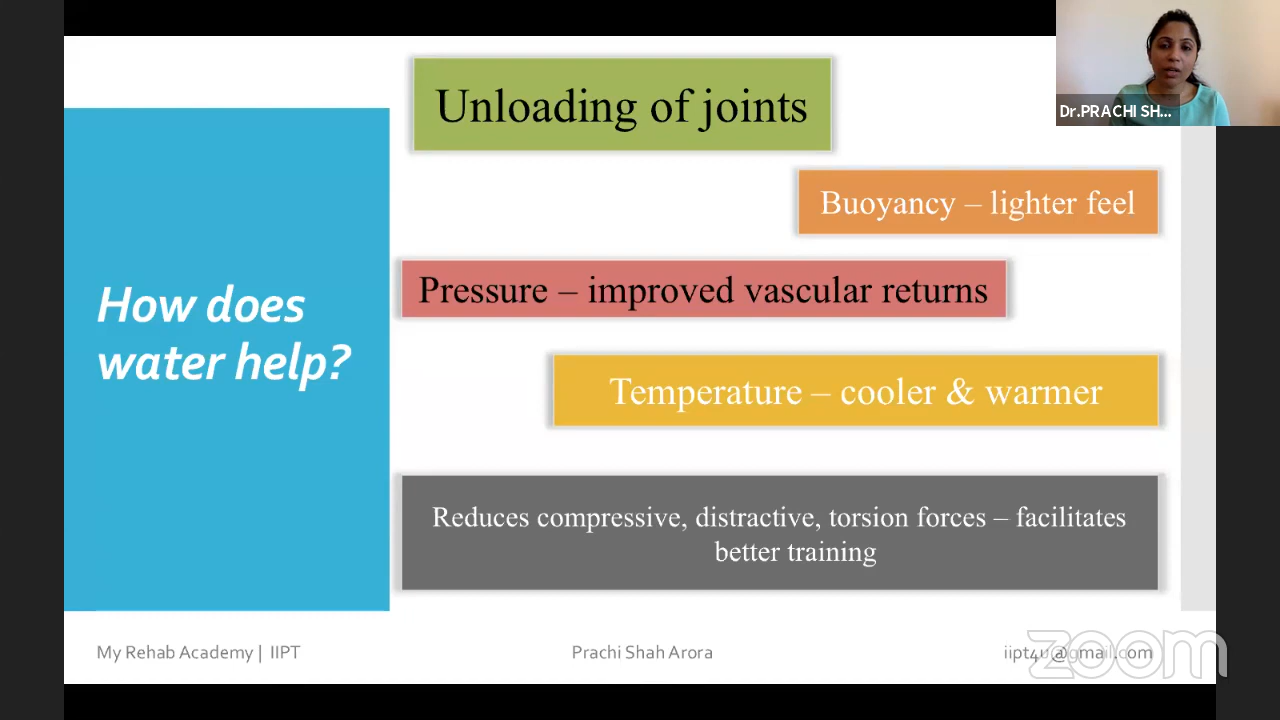 Unloading of joints
Dr.PRACHI SH...
Buoyancy – lighter feel
Pressure – improved vascular returns
How does
water help?
Temperature – cooler & warmer
Reduces compressive, distractive, torsion forces – facilitates
better training
My Rehab Academy | IIPT
Prachi Shah Arora
iipt4u@gmail.com
zoom